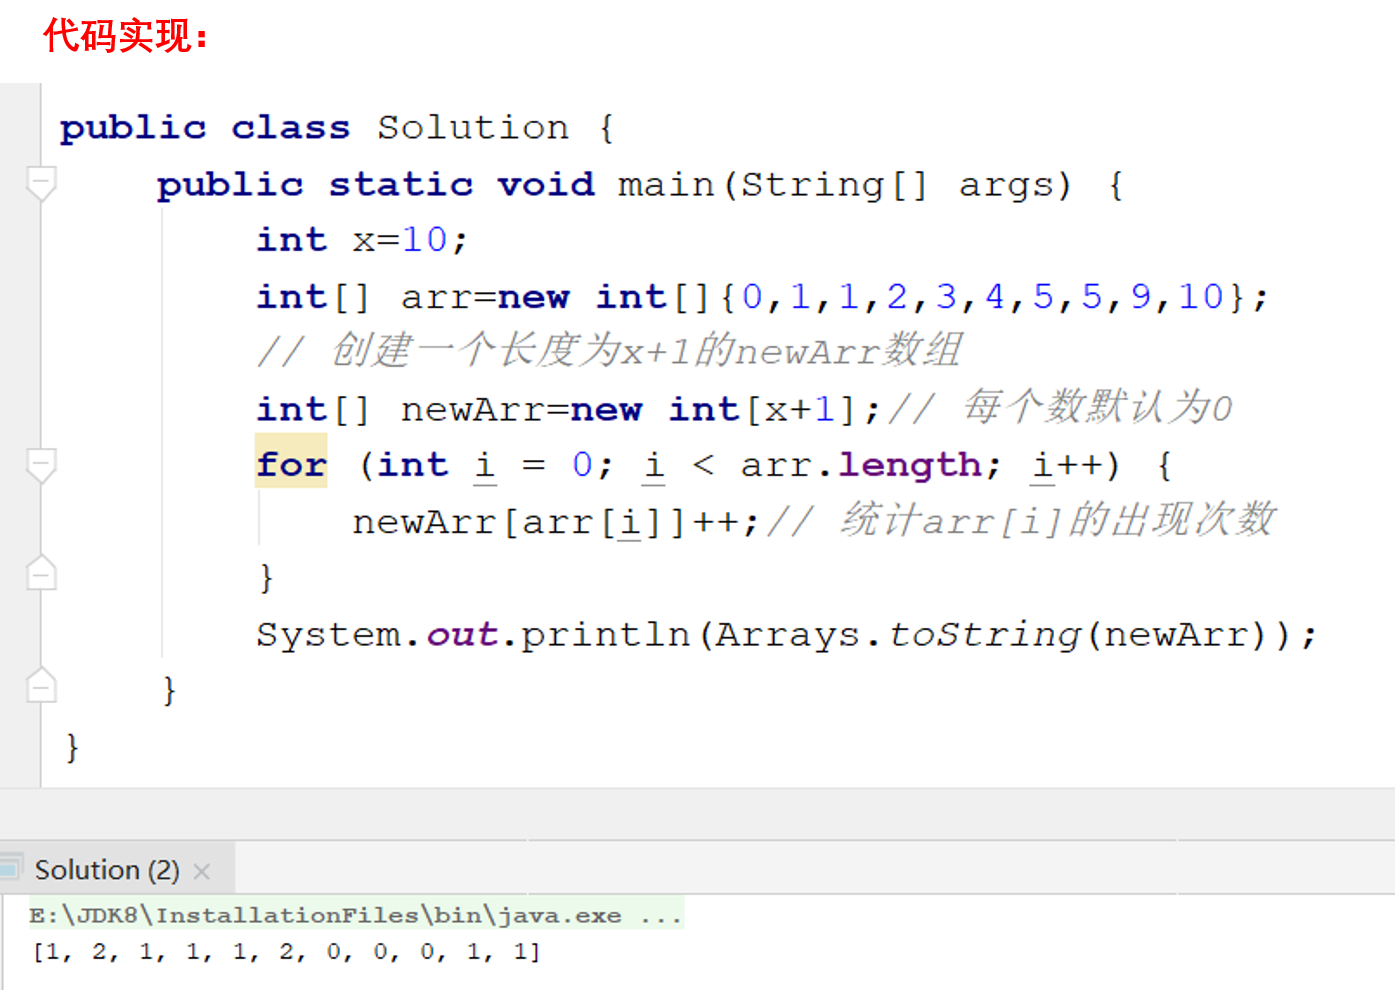 代码实现：
public class Solution {
public static void main(String[] args) {
int x=10;
int[] arr=new int[]{0,1,1,2,3,4,5,5,9,10};
// 创建一个长度为x+1的newArr数组
int[] newArr=new int[x+1];// 每个数默认为0
for (int i = 0; i < arr.length; i++) {
newArr[arr[i]]++;// 统计arr[i]的出现次数
}
System.out.println(Arrays.toString(newArr));
}
}
Solution (2) ×
E:\JDK8\InstallationFiles\bin\java.exe ...
[1, 2, 1, 1, 1, 2, 0, 0, 0, 1, 1]